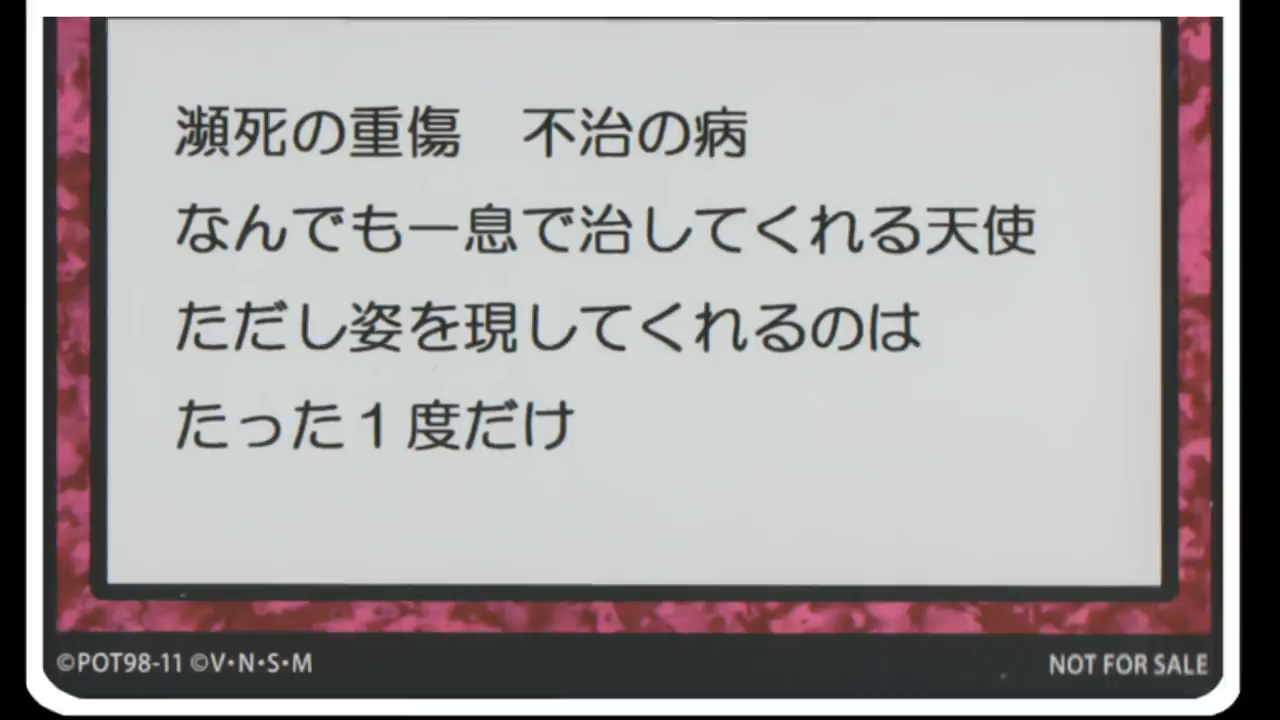 瀕死の重傷　不治の病
なんでも一息で治してくれる天使
ただし姿を現してくれるのは
たった１度だけ
©POT98-11 ©V・N・S・M
NOT FOR SALE